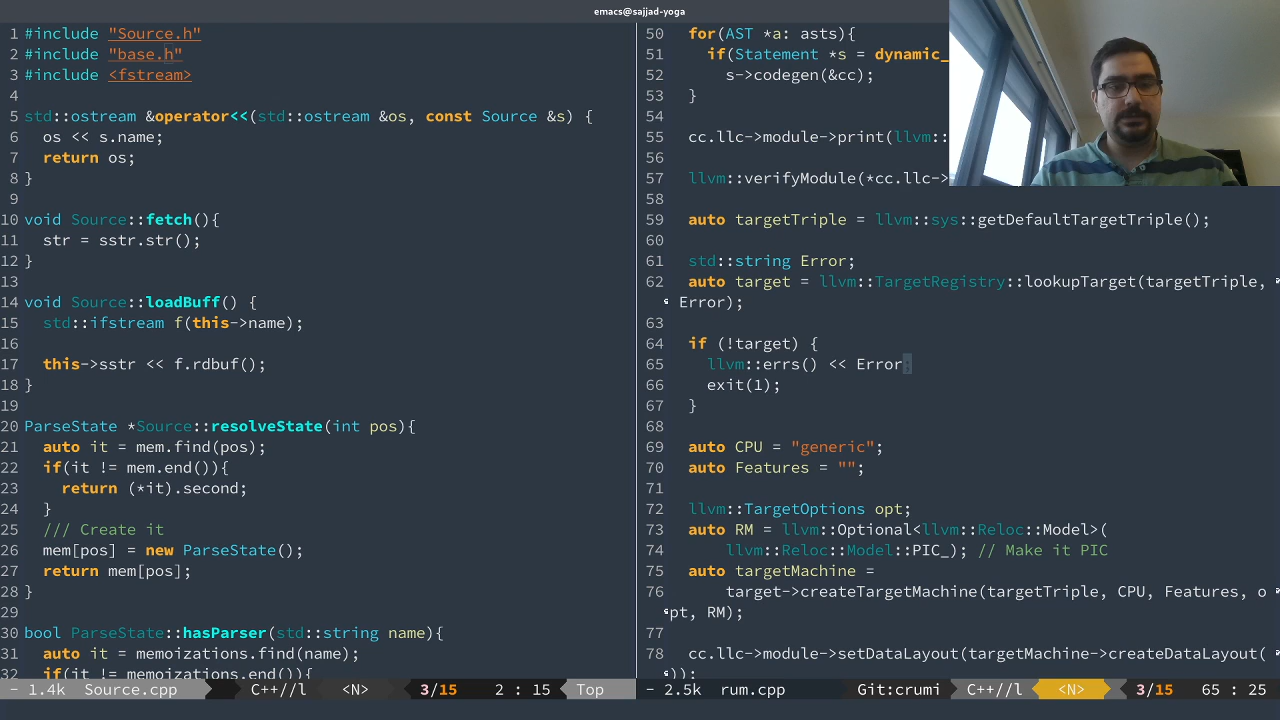 emacs@sajjad-yoga
1 #include "Source.h"
2 #include "base.h"
3 #include <fstream>
4
5 std::ostream &operator<<(std::ostream &os, const Source &s) {
6   os << s.name;
7   return os;
8 }
9
10 void Source::fetch(){
11   str = sstr.str();
12 }
13
14 void Source::loadBuff() {
15   std::ifstream f(this->name);
16
17   this->sstr << f.rdbuf();
18 }
19
20 ParseState *Source::resolveState(int pos){
21   auto it = mem.find(pos);
22   if(it != mem.end()){
23     return (*it).second;
24   }
25   /// Create it
26   mem[pos] = new ParseState();
27   return mem[pos];
28 }
29
30 bool ParseState::hasParser(std::string name){
31   auto it = memoizations.find(name);
32   if(it != memoizations.end()){
- 1.4k Source.cpp C++//l <N> 3/15 2 : 15 Top
50 for(AST *a: asts){
51   if(Statement *s = dynamic_
52     s->codegen(&cc);
53 }
54
55 cc.llc->module->print(llvm::
56
57 llvm::verifyModule(*cc.llc->
58
59 auto targetTriple = llvm::sys::getDefaultTargetTriple();
60
61 std::string Error;
62 auto target = llvm::TargetRegistry::lookupTarget(targetTriple,
Error);
63
64 if (!target) {
65   llvm::errs() << Error;
66   exit(1);
67 }
68
69 auto CPU = "generic";
70 auto Features = "";
71
72 llvm::TargetOptions opt;
73 auto RM = llvm::Optional<llvm::Reloc::Model>(
74     llvm::Reloc::Model::PIC_); // Make it PIC
75 auto targetMachine =
76     target->createTargetMachine(targetTriple, CPU, Features, o
pt, RM);
77
78 cc.llc->module->setDataLayout(targetMachine->createDataLayout(
));
- 2.5k rum.cpp Git:crumi C++//l <N> 3/15 65 : 25